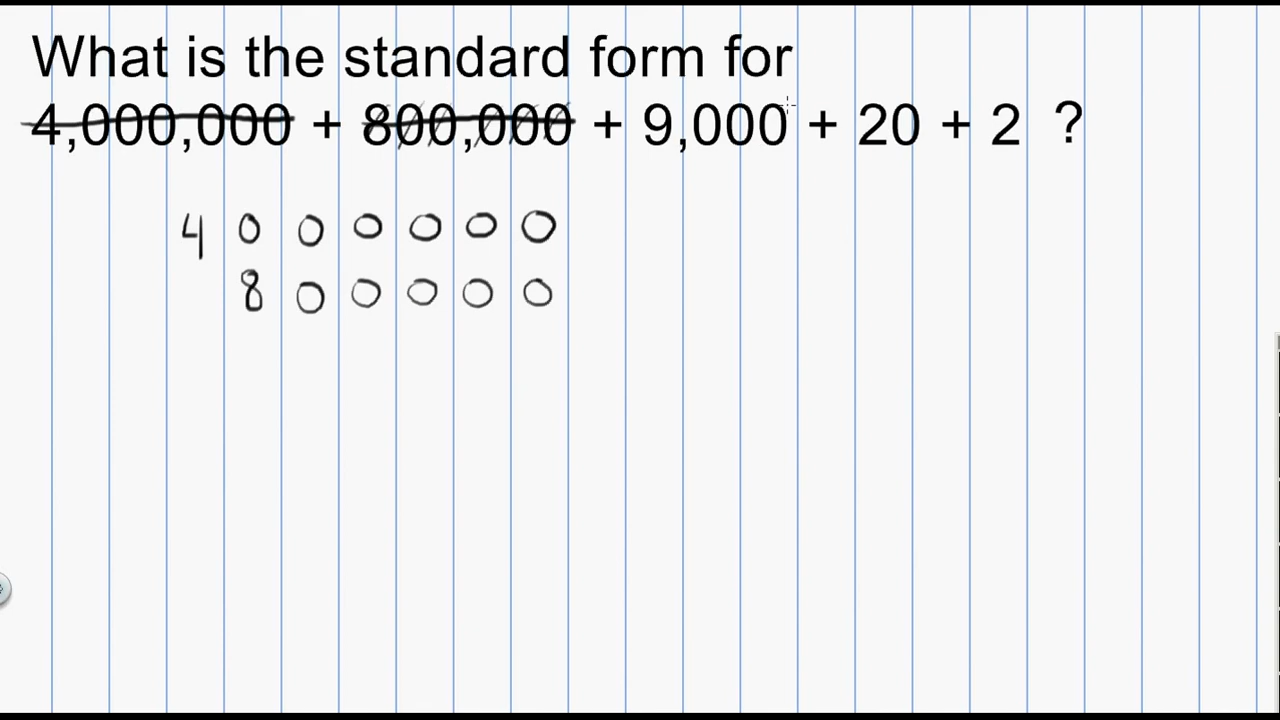 What is the standard form for
4,000,000 + 800,000 + 9,000 + 20 + 2 ?
4 0 0 0 0 0 0
8 0 0 0 0 0